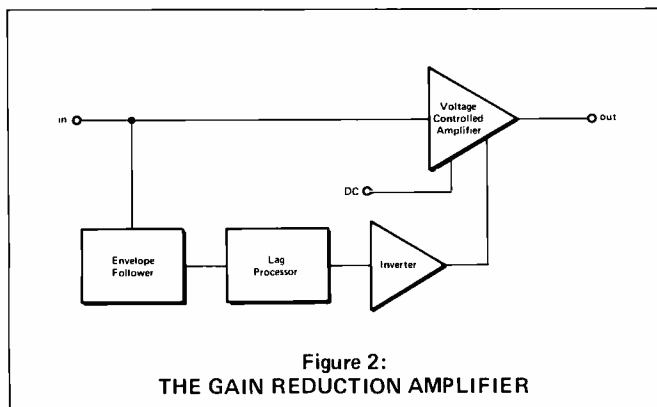 in
Voltage
Controlled
Amplifier
out
DC
Envelope
Follower
Lag
Processor
Inverter
Figure 2:
THE GAIN REDUCTION AMPLIFIER